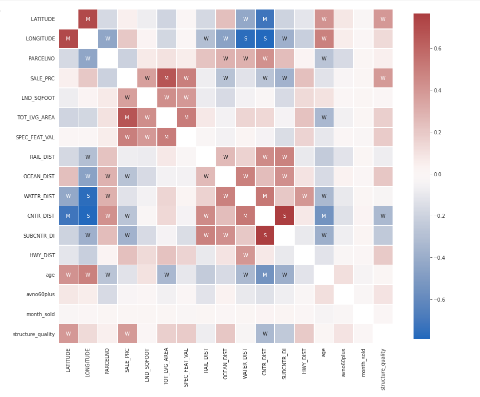 LATITUDE M W M W W
LONGITUDE M W W W S S W W
PARCELNO W W W W W
SALE_PRC W M W W W W W
LND_SQFOOT W W W
TOT_LVG_AREA M W M W
SPEC_FEAT_VAL W W M
RAIL_DIST W W W W
OCEAN_DIST W W W W M W
WATER_DIST W S W W M W W
CNTR_DIST M S W W W M S M W
SUBCNTR_DI W W W W W S W
HWY_DIST W
age W W W W W M W
avno60plus
month_sold
structure_quality W W W
LATITUDE
LONGITUDE
PARCELNO
SALE_PRC
LND_SQFOOT
TOT_LVG_AREA
SPEC_FEAT_VAL
RAIL_DIST
OCEAN_DIST
WATER_DIST
CNTR_DIST
SUBCNTR_DI
HWY_DIST
age
avno60plus
month_sold
structure_quality
0.6
0.4
0.2
0.0
−0.2
−0.4
−0.6